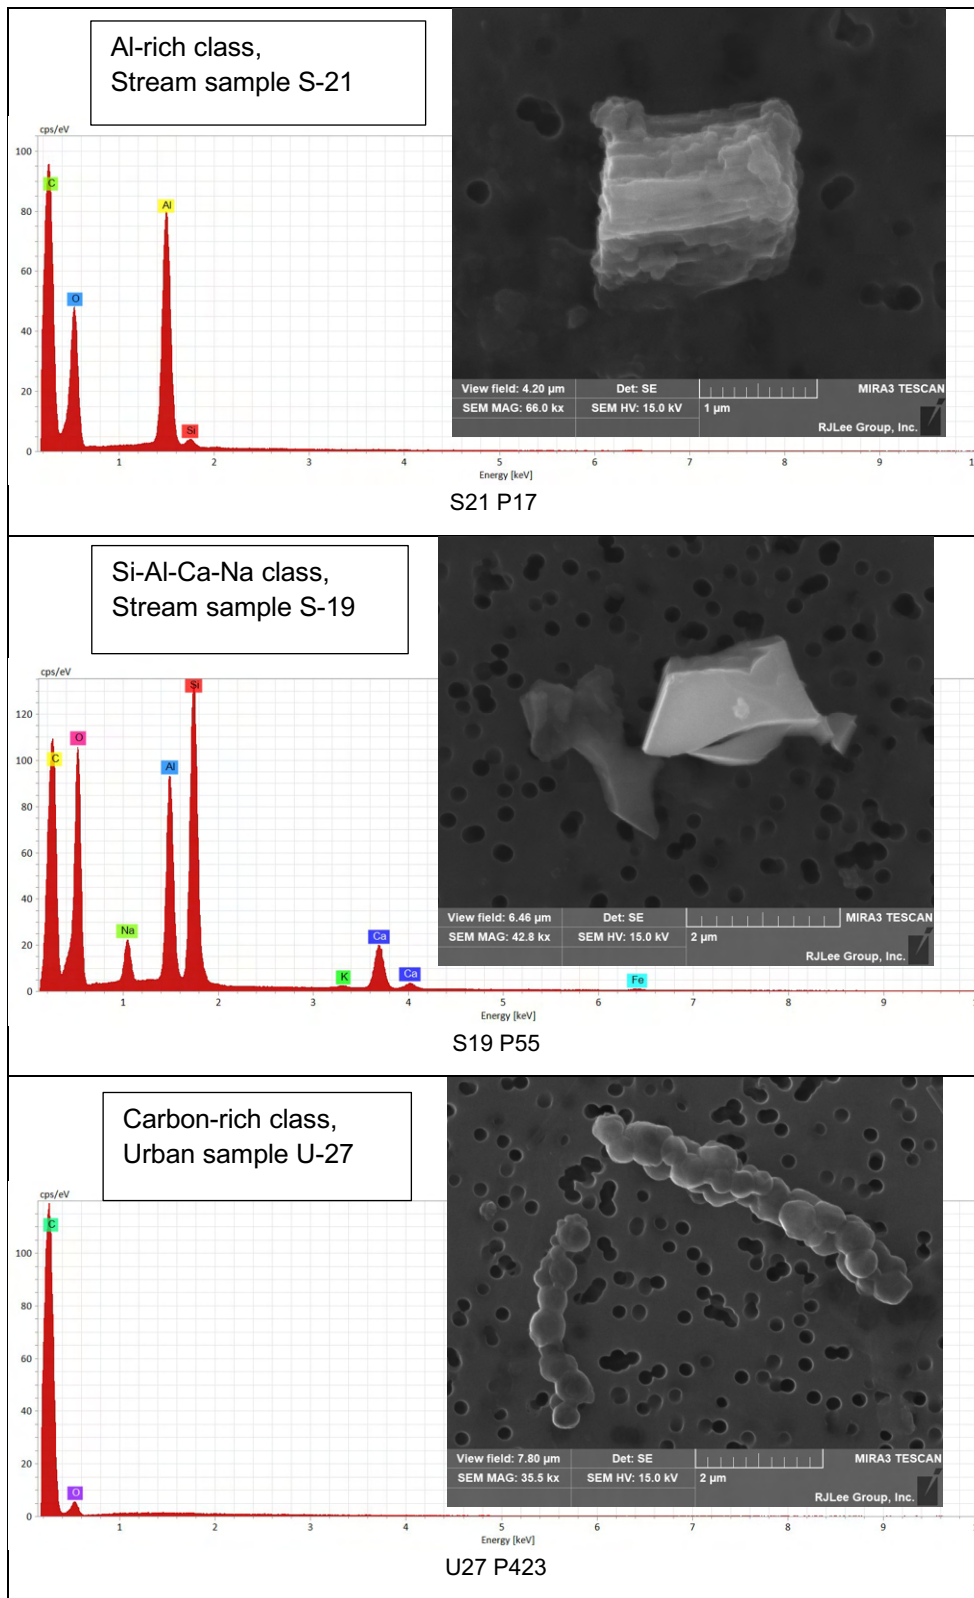 Al-rich class,
Stream sample S-21
cps/eV
100
80
60
40
20
0
C
O
Al
Si
1 2 3 4 5 6 7 8 9 1
Energy [keV]
View field: 4.20 µm Det: SE MIRA3 TESCAN
SEM MAG: 66.0 kx SEM HV: 15.0 kV 1 µm
RJLee Group, Inc.
S21 P17
Si-Al-Ca-Na class,
Stream sample S-19
cps/eV
120
100
80
60
40
20
0
C
O
Na
Al
Si
K
Ca
Ca
Fe
1 2 3 4 5 6 7 8 9
Energy [keV]
View field: 6.46 µm Det: SE MIRA3 TESCAN
SEM MAG: 42.8 kx SEM HV: 15.0 kV 2 µm
RJLee Group, Inc.
S19 P55
Carbon-rich class,
Urban sample U-27
cps/eV
100
80
60
40
20
0
C
O
1 2 3 4 5 6 7 8 9
Energy [keV]
View field: 7.80 µm Det: SE MIRA3 TESCAN
SEM MAG: 35.5 kx SEM HV: 15.0 kV 2 µm
RJLee Group, Inc.
U27 P423